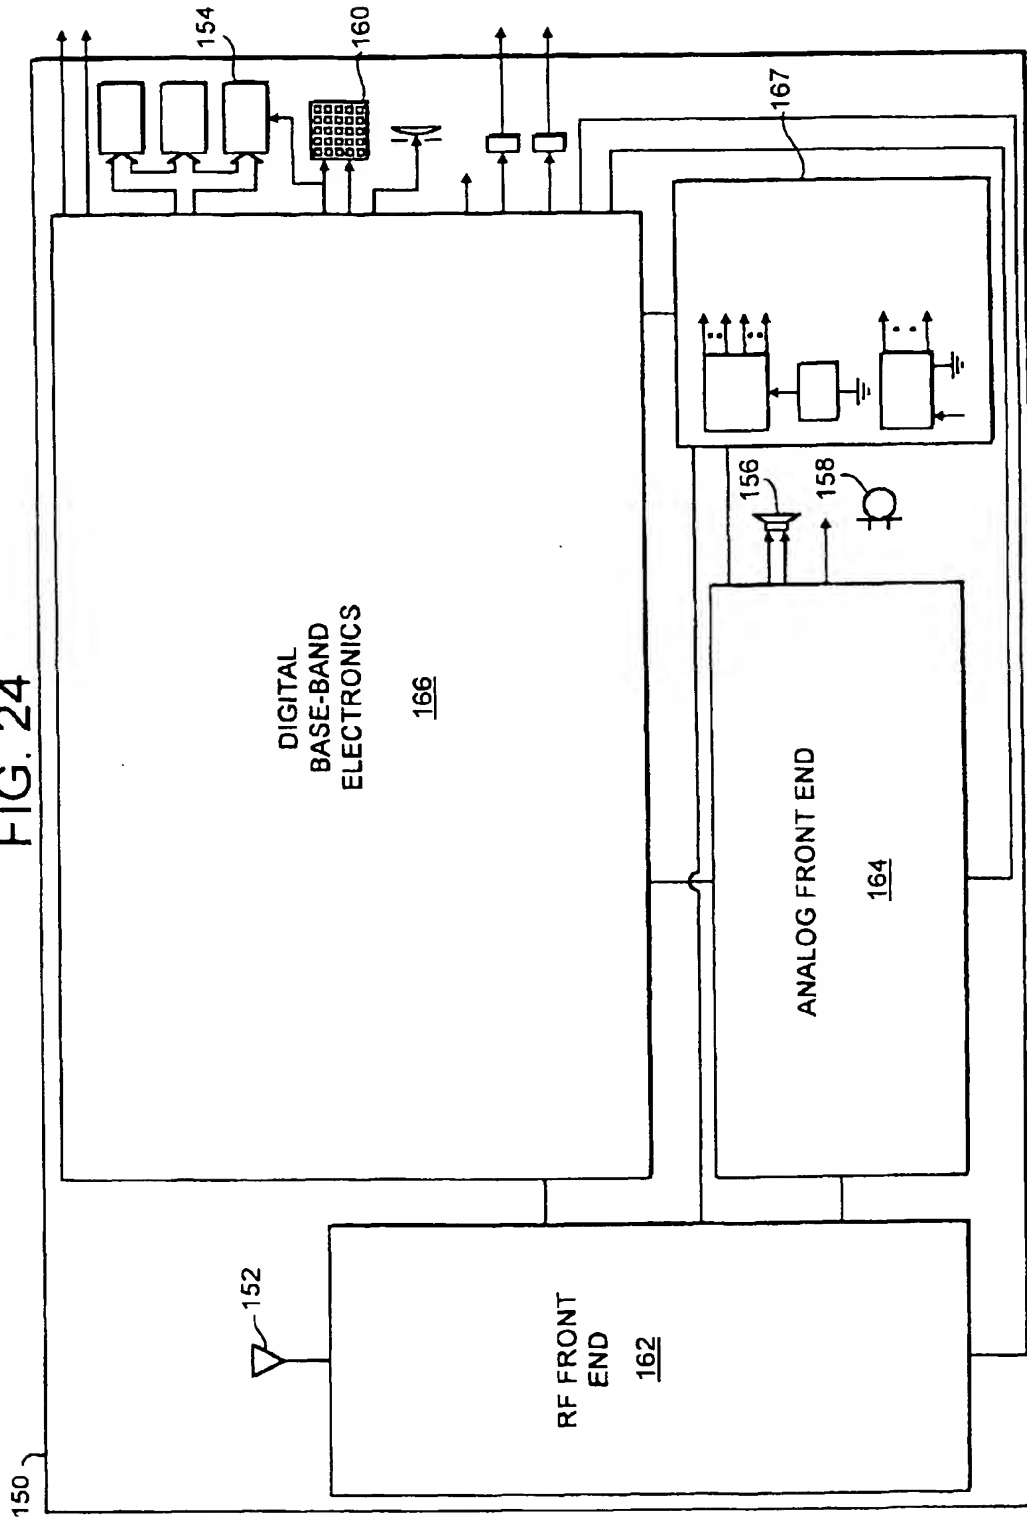 FIG. 24
150
152
RF FRONT
END
162
DIGITAL
BASE-BAND
ELECTRONICS
166
154
160
ANALOG FRONT END
164
156
158
167